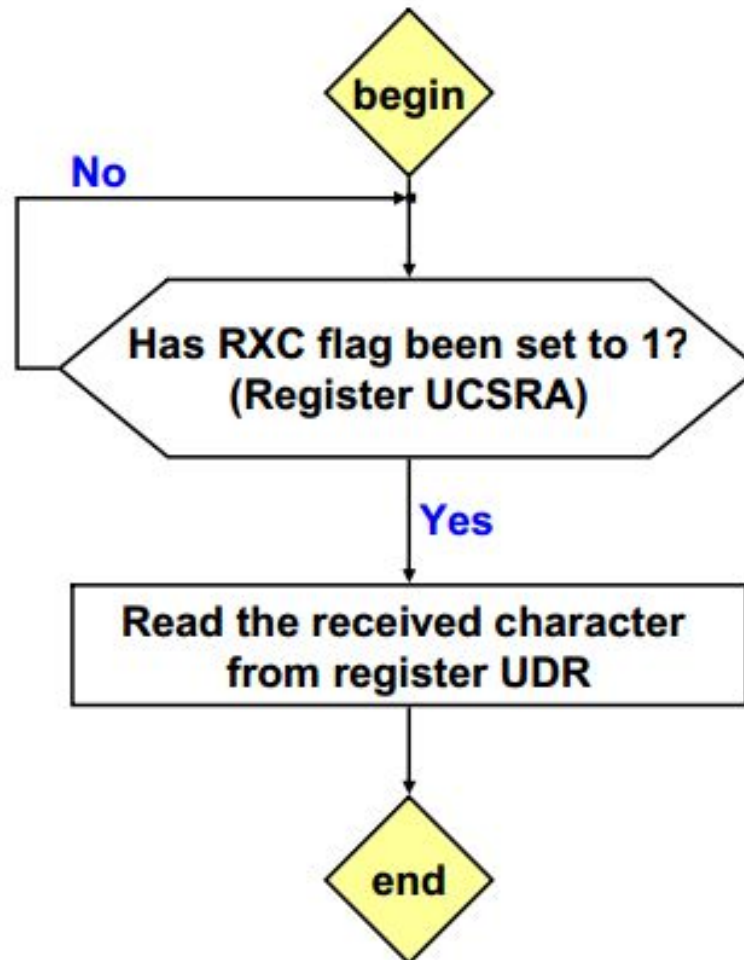 begin
No
Has RXC flag been set to 1?
(Register UCSRA)
Yes
Read the received character
from register UDR
end